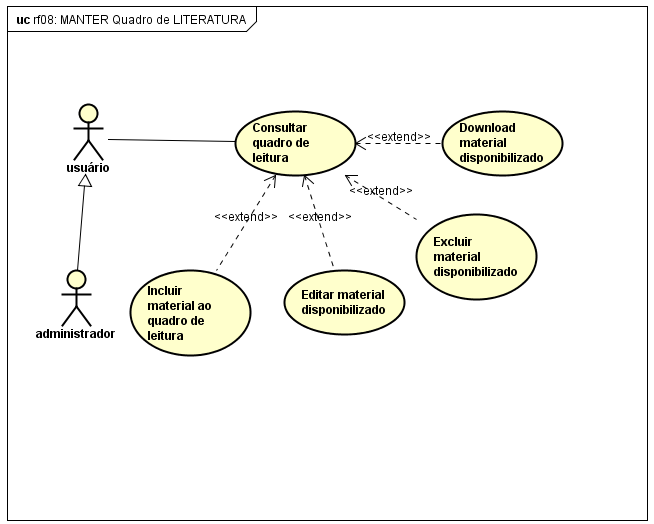 uc rf08: MANTER Quadro de LITERATURA
usuário
Consultar
quadro de
leitura
<<extend>>
Download
material
disponibilizado
<<extend>>
<<extend>>
<<extend>>
Excluir
material
disponibilizado
administrador
Incluir
material ao
quadro de
leitura
Editar material
disponibilizado